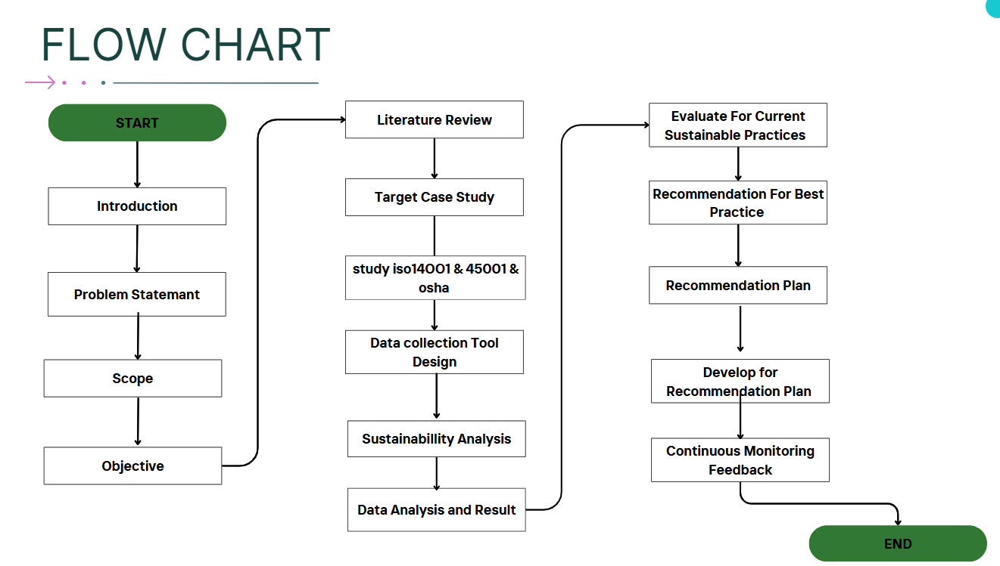 FLOW CHART
START
Introduction
Problem Statemant
Scope
Objective
Literature Review
Target Case Study
study iso14001 & 45001 &
osha
Data collection Tool
Design
Sustainabillity Analysis
Data Analysis and Result
Evaluate For Current
Sustainable Practices
Recommendation For Best
Practice
Recommendation Plan
Develop for
Recommendation Plan
Continuous Monitoring
Feedback
END